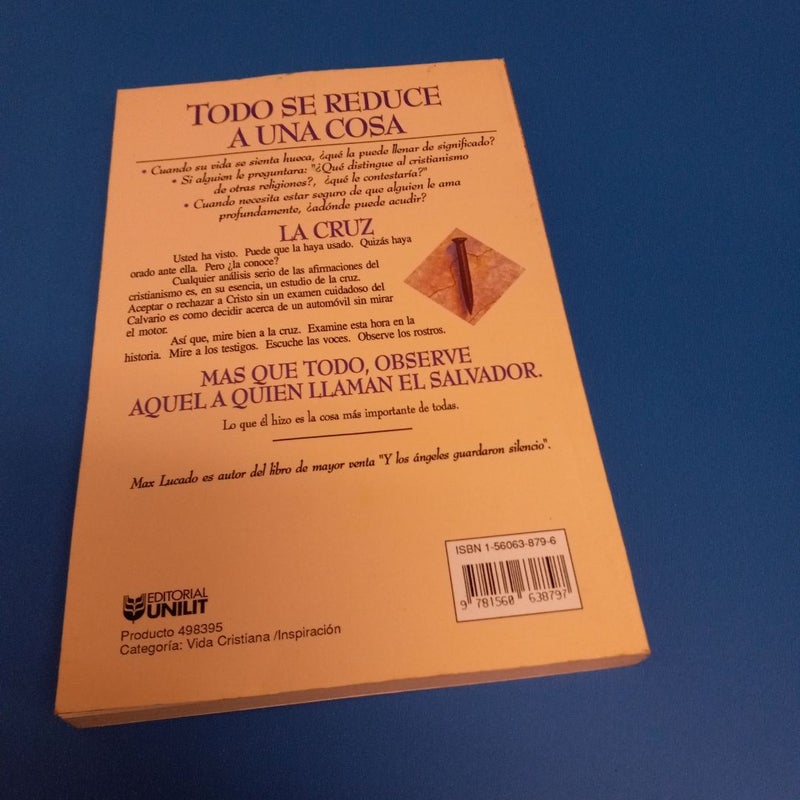 TODO SE REDUCE
A UNA COSA
• Cuando su vida se sienta hueca, ¿qué la puede llenar de significado?
• Si alguien le preguntara: "¿Qué distingue al cristianismo
de otras religiones?, ¿qué le contestaría?"
• Cuando necesita estar seguro de que alguien le ama
profundamente, ¿adónde puede acudir?
LA CRUZ
Usted ha visto. Puede que la haya usado. Quizás haya
orado ante ella. Pero ¿la conoce?
Cualquier análisis serio de las afirmaciones del
cristianismo es, en su esencia, un estudio de la cruz.
Aceptar o rechazar a Cristo sin un examen cuidadoso del
Calvario es como decidir acerca de un automóvil sin mirar
el motor.
Así que, mire bien a la cruz. Examine esta hora en la
historia. Mire a los testigos. Escuche las voces. Observe los rostros.
MAS QUE TODO, OBSERVE
AQUEL A QUIEN LLAMAN EL SALVADOR.
Lo que él hizo es la cosa más importante de todas.
Max Lucado es autor del libro de mayor venta "Y los ángeles guardaron silencio".
ISBN 1-56063-879-6
9 781560 638797
EDITORIAL
UNILIT
Producto 498395
Categoría: Vida Cristiana /Inspiración